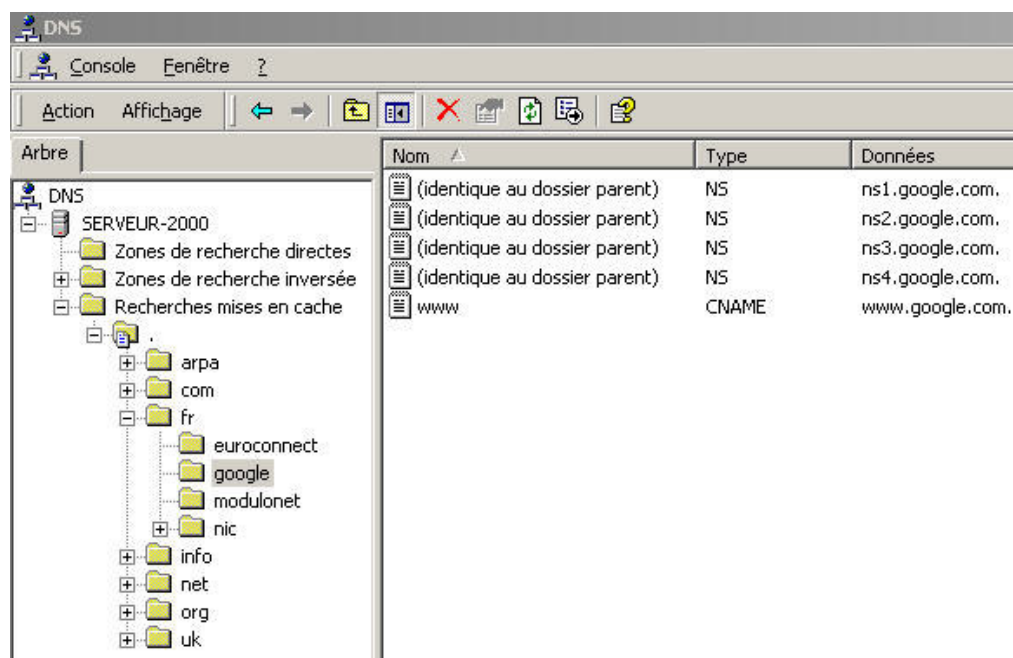 DNS
Console Fenêtre ?
Action Affichage
Arbre
DNS
SERVEUR-2000
Zones de recherche directes
Zones de recherche inversée
Recherches mises en cache
.
arpa
com
fr
euroconnect
google
modulonet
nic
info
net
org
uk
Nom Type Données
(identique au dossier parent) NS ns1.google.com.
(identique au dossier parent) NS ns2.google.com.
(identique au dossier parent) NS ns3.google.com.
(identique au dossier parent) NS ns4.google.com.
www CNAME www.google.com.